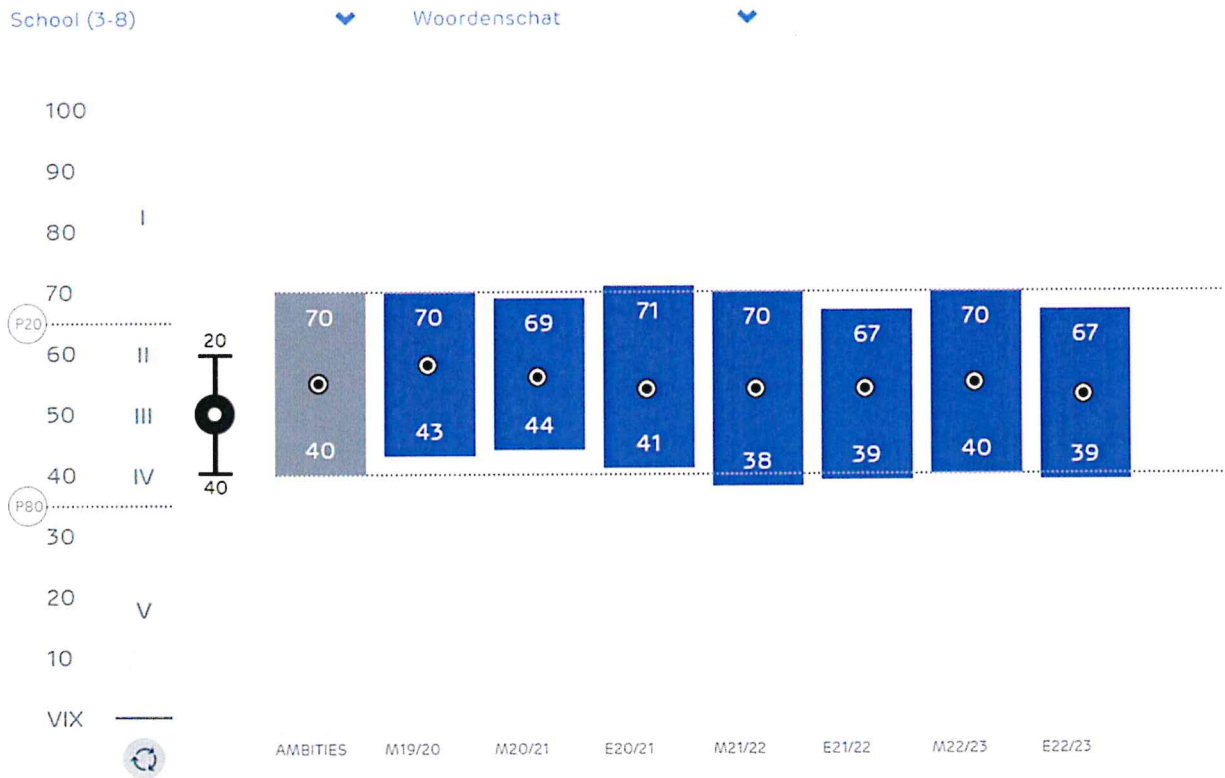 School (3-8) Woordenschat
100
90
I
80
70
P20
70 70 69 71 70 67 70 67
60 II 20
50 III
40 43 44 41 38 39 40 39
40 IV 40
P80
30
20 V
10
VIX
AMBITIES M19/20 M20/21 E20/21 M21/22 E21/22 M22/23 E22/23